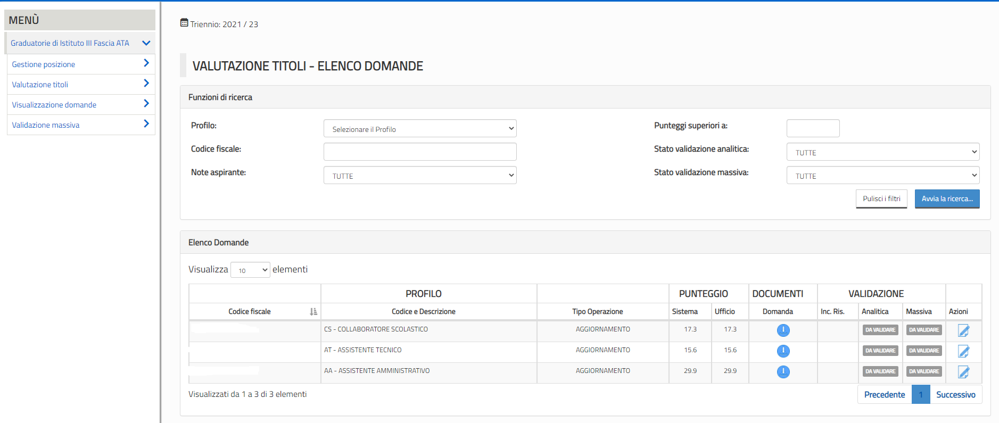 MENÙ
Graduatorie di Istituto III Fascia ATA
Gestione posizione
Valutazione titoli
Visualizzazione domande
Validazione massiva
Triennio: 2021 / 23
VALUTAZIONE TITOLI - ELENCO DOMANDE
Funzioni di ricerca
Profilo: Selezionare il Profilo Punteggi superiori a:
Codice fiscale: Stato validazione analitica: TUTTE
Note aspirante: TUTTE Stato validazione massiva: TUTTE
Pulisci i filtri Avvia la ricerca...
Elenco Domande
Visualizza 10 elementi
PROFILO PUNTEGGIO DOCUMENTI VALIDAZIONE
Codice fiscale Codice e Descrizione Tipo Operazione Sistema Ufficio Domanda Inc. Ris. Analitica Massiva Azioni
CS - COLLABORATORE SCOLASTICO AGGIORNAMENTO 17.3 17.3 DA VALIDARE DA VALIDARE
AT - ASSISTENTE TECNICO AGGIORNAMENTO 15.6 15.6 DA VALIDARE DA VALIDARE
AA - ASSISTENTE AMMINISTRATIVO AGGIORNAMENTO 29.9 29.9 DA VALIDARE DA VALIDARE
Visualizzati da 1 a 3 di 3 elementi
Precedente 1 Successivo